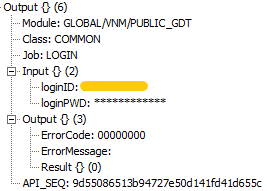 Output {} (6)
Module: GLOBAL/VNM/PUBLIC_GDT
Class: COMMON
Job: LOGIN
Input {} (2)
loginID:
loginPWD: ************
Output {} (3)
ErrorCode: 00000000
ErrorMessage:
Result {} (0)
API_SEQ: 9d55086513b94727e50d141fd41d655c